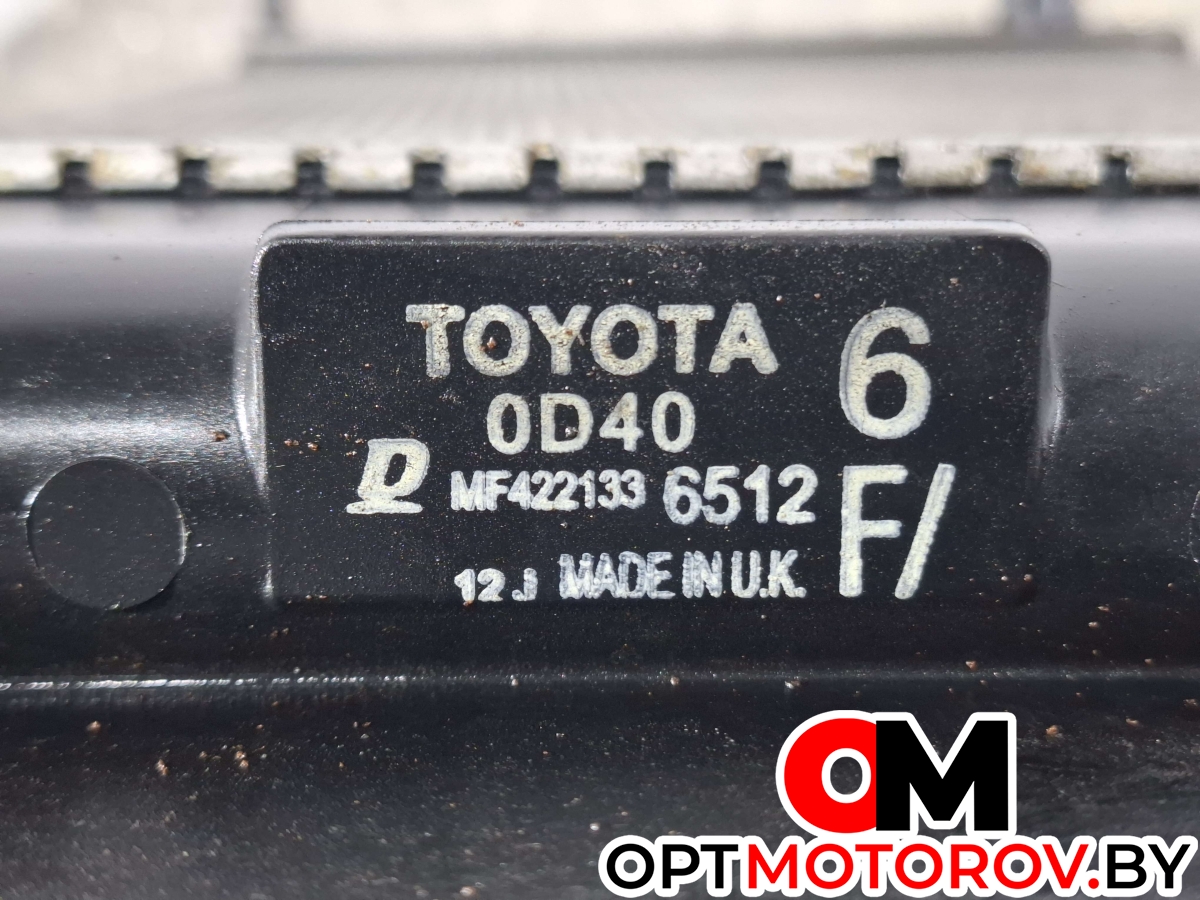 TOYOTA 6
0D40
D MF422133 6512 F/
12 J MADE IN U.K.
OM
OPTMOTOROV.BY